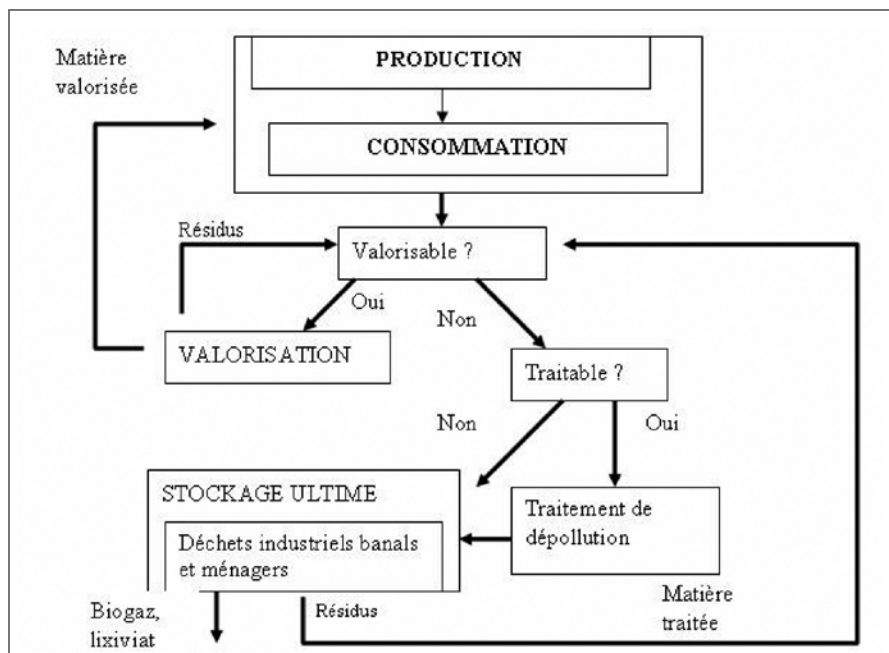 Matière
valorisée
PRODUCTION
CONSOMMATION
Résidus
Valorisable ?
Oui
Non
VALORISATION
Traitable ?
Non
Oui
STOCKAGE ULTIME
Déchets industriels banals
et ménagers
Traitement de
dépollution
Biogaz,
lixiviat
Résidus
Matière
traitée